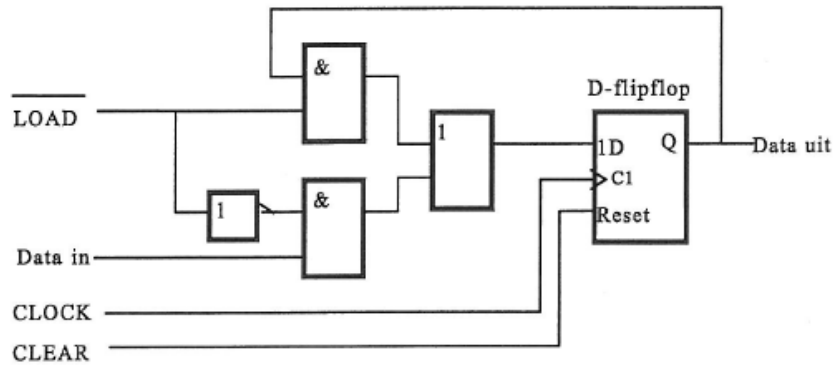 &
D-flipflop
LOAD
1
1D
Q
Data uit
C1
1
&
Reset
Data in
CLOCK
CLEAR